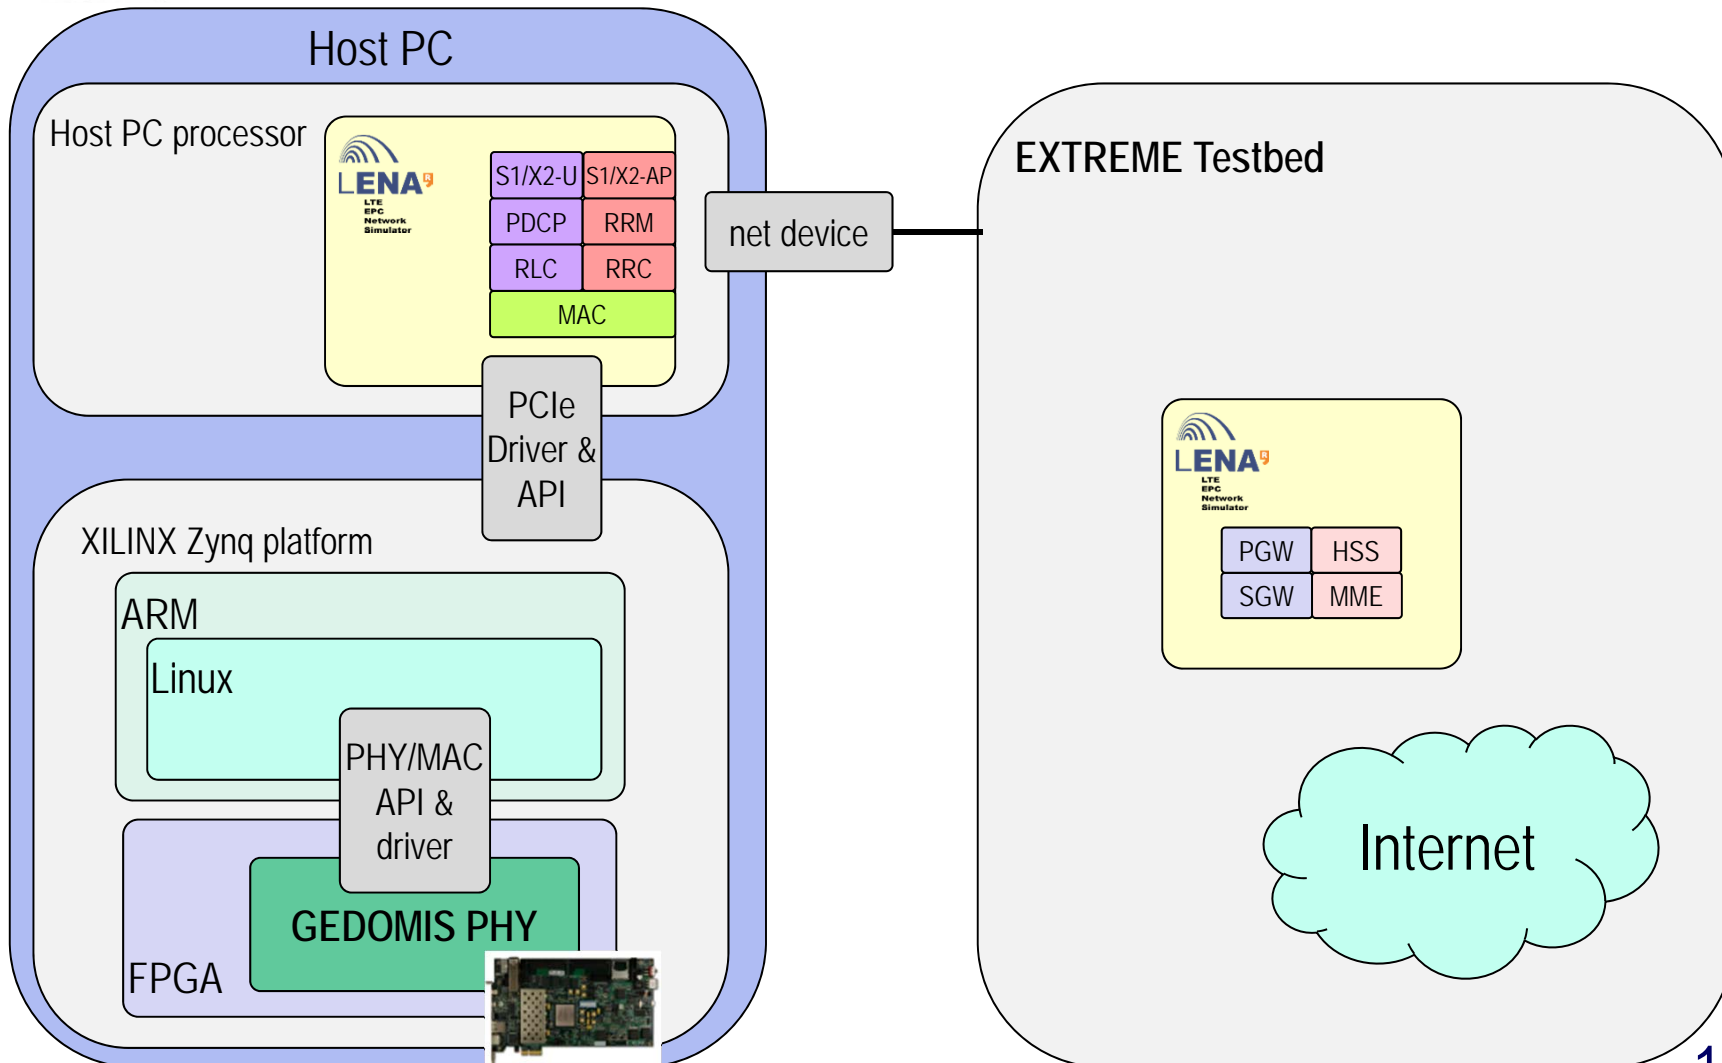 Host PC
Host PC processor
LENA
LTE
EPC
Network
Simulator
S1/X2-U S1/X2-AP
PDCP RRM
RLC RRC
MAC
net device
PCIe
Driver &
API
XILINX Zynq platform
ARM
Linux
PHY/MAC
API &
driver
GEDOMIS PHY
FPGA
EXTREME Testbed
LENA
LTE
EPC
Network
Simulator
PGW HSS
SGW MME
Internet